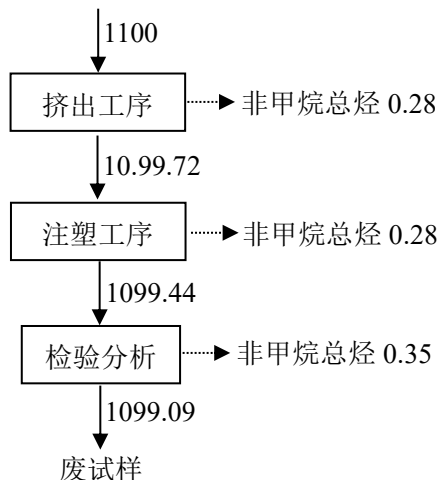 1100
挤出工序
非甲烷总烃 0.28
10.99.72
注塑工序
非甲烷总烃 0.28
1099.44
检验分析
非甲烷总烃 0.35
1099.09
废试样